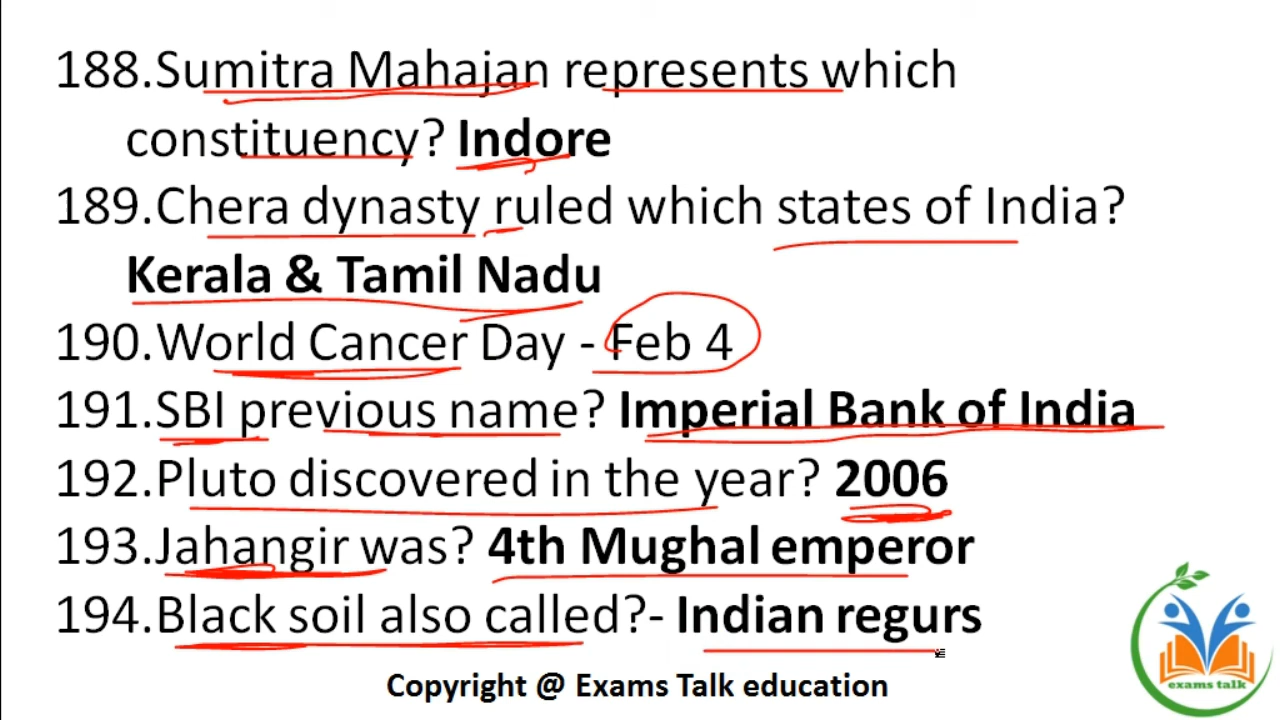 188.Sumitra Mahajan represents which
constituency? Indore
189.Chera dynasty ruled which states of India?
Kerala & Tamil Nadu
190.World Cancer Day - Feb 4
191.SBI previous name? Imperial Bank of India
192.Pluto discovered in the year? 2006
193.Jahangir was? 4th Mughal emperor
194.Black soil also called?- Indian regurs
Copyright @ Exams Talk education
exams talk